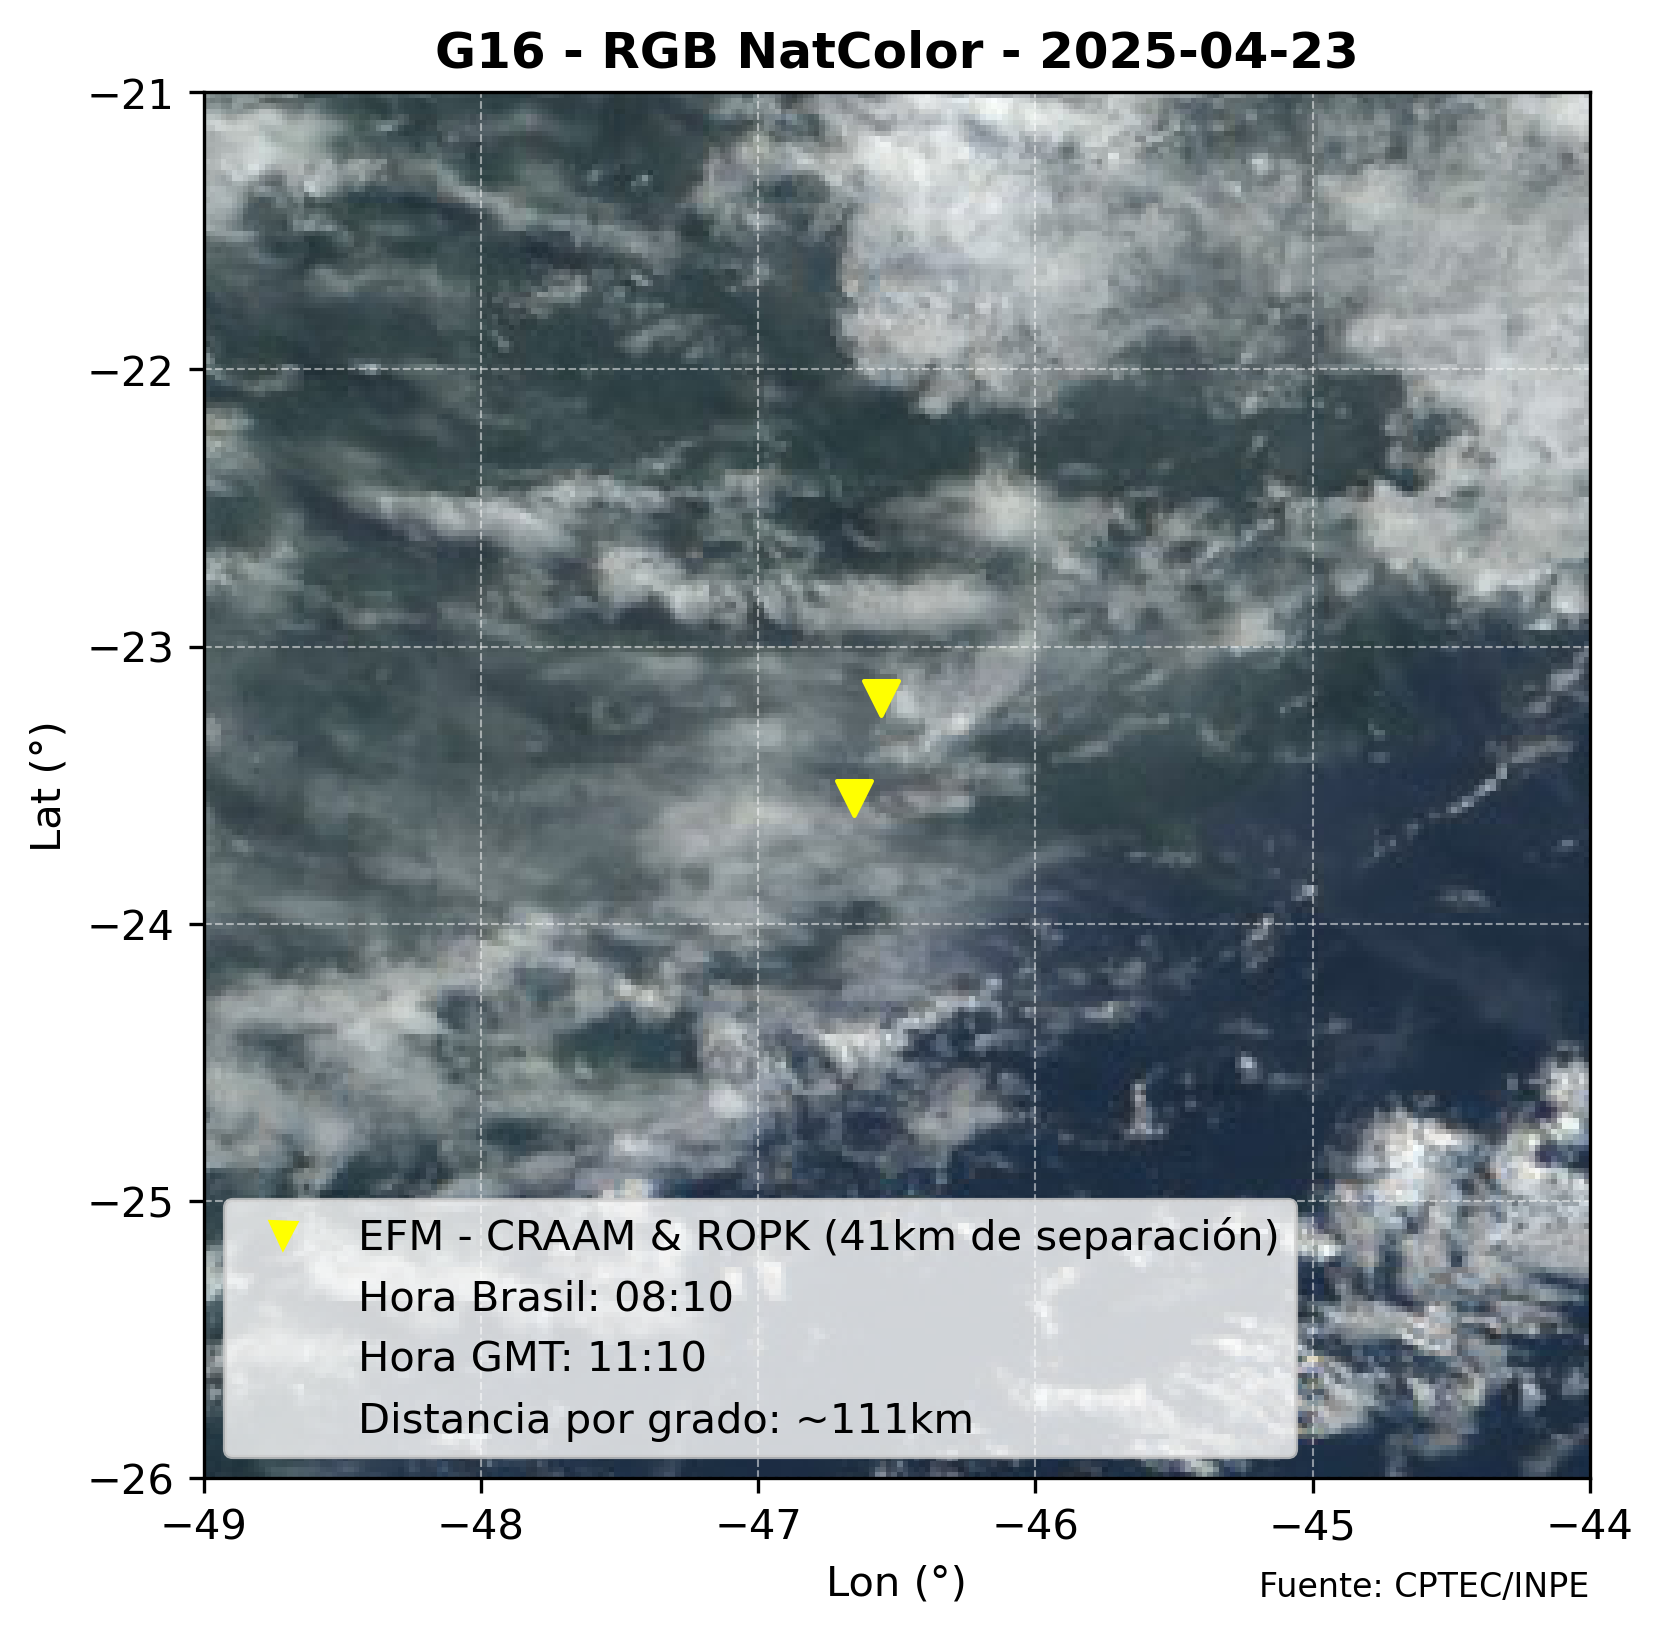 G16 - RGB NatColor - 2025-04-23
−21
−22
−23
−24
−25
−26
Lat (°)
EFM - CRAAM & ROPK (41km de separación)
Hora Brasil: 08:10
Hora GMT: 11:10
Distancia por grado: ~111km
−49 −48 −47 −46 −45 −44
Lon (°)
Fuente: CPTEC/INPE